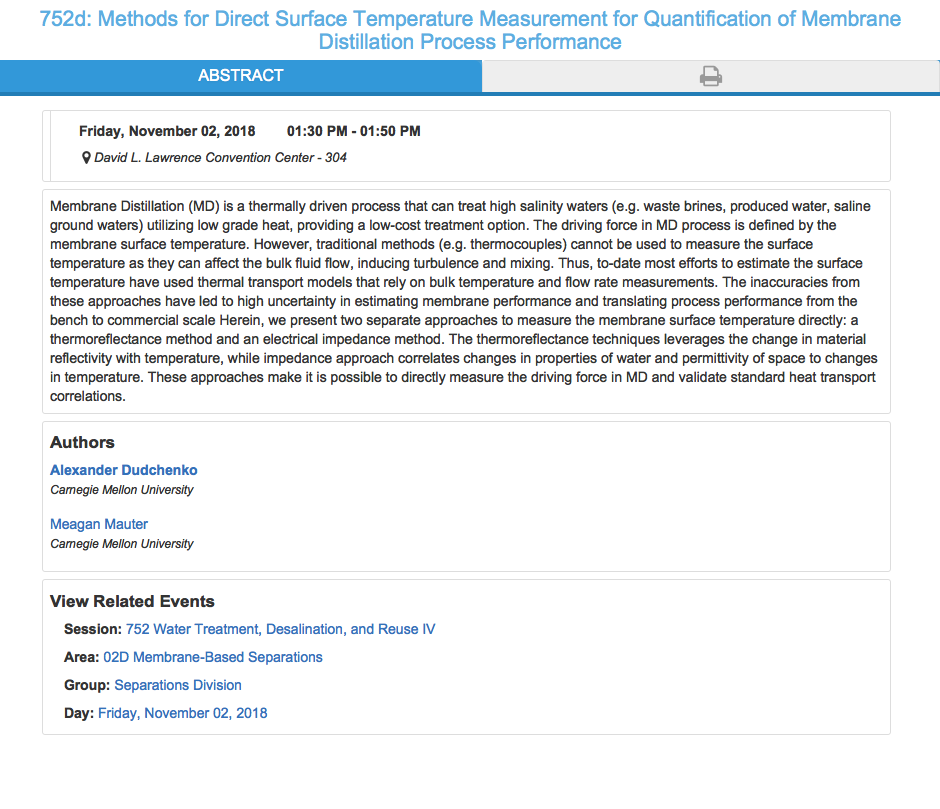 752d: Methods for Direct Surface Temperature Measurement for Quantification of Membrane
Distillation Process Performance
ABSTRACT
Friday, November 02, 2018 01:30 PM - 01:50 PM
David L. Lawrence Convention Center - 304
Membrane Distillation (MD) is a thermally driven process that can treat high salinity waters (e.g. waste brines, produced water, saline
ground waters) utilizing low grade heat, providing a low-cost treatment option. The driving force in MD process is defined by the
membrane surface temperature. However, traditional methods (e.g. thermocouples) cannot be used to measure the surface
temperature as they can affect the bulk fluid flow, inducing turbulence and mixing. Thus, to-date most efforts to estimate the surface
temperature have used thermal transport models that rely on bulk temperature and flow rate measurements. The inaccuracies from
these approaches have led to high uncertainty in estimating membrane performance and translating process performance from the
bench to commercial scale Herein, we present two separate approaches to measure the membrane surface temperature directly: a
thermoreflectance method and an electrical impedance method. The thermoreflectance techniques leverages the change in material
reflectivity with temperature, while impedance approach correlates changes in properties of water and permittivity of space to changes
in temperature. These approaches make it is possible to directly measure the driving force in MD and validate standard heat transport
correlations.
Authors
Alexander Dudchenko
Carnegie Mellon University
Meagan Mauter
Carnegie Mellon University
View Related Events
Session: 752 Water Treatment, Desalination, and Reuse IV
Area: 02D Membrane-Based Separations
Group: Separations Division
Day: Friday, November 02, 2018